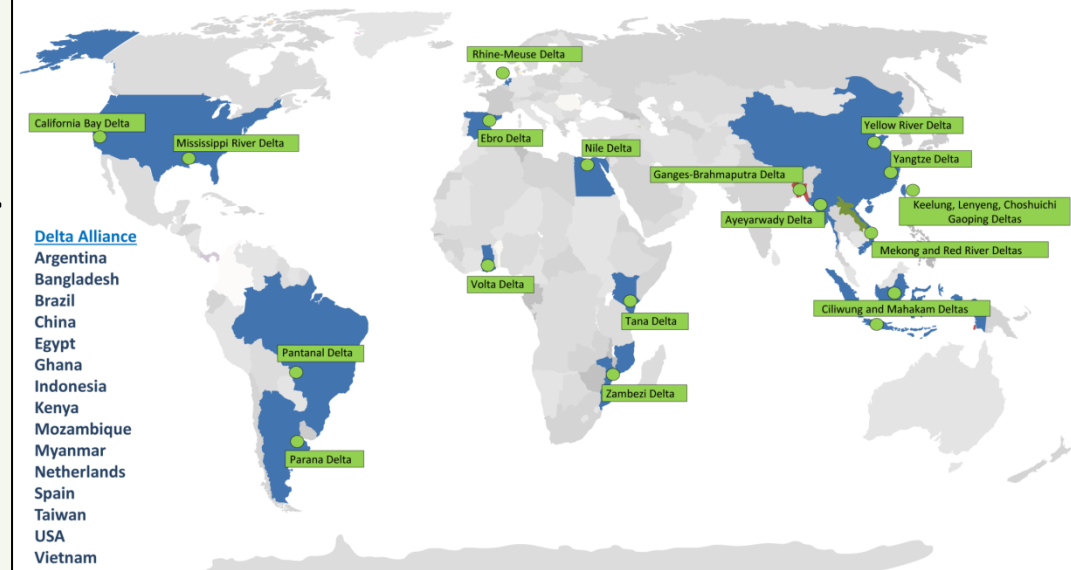 Rhine-Meuse Delta
California Bay Delta
Mississippi River Delta
Ebro Delta
Nile Delta
Yellow River Delta
Yangtze Delta
Ganges-Brahmaputra Delta
Keelung, Lenyeng, Choshuichi
Gaoping Deltas
Ayeyarwady Delta
Mekong and Red River Deltas
Volta Delta
Tana Delta
Ciliwung and Mahakam Deltas
Pantanal Delta
Zambezi Delta
Parana Delta
Delta Alliance
Argentina
Bangladesh
Brazil
China
Egypt
Ghana
Indonesia
Kenya
Mozambique
Myanmar
Netherlands
Spain
Taiwan
USA
Vietnam